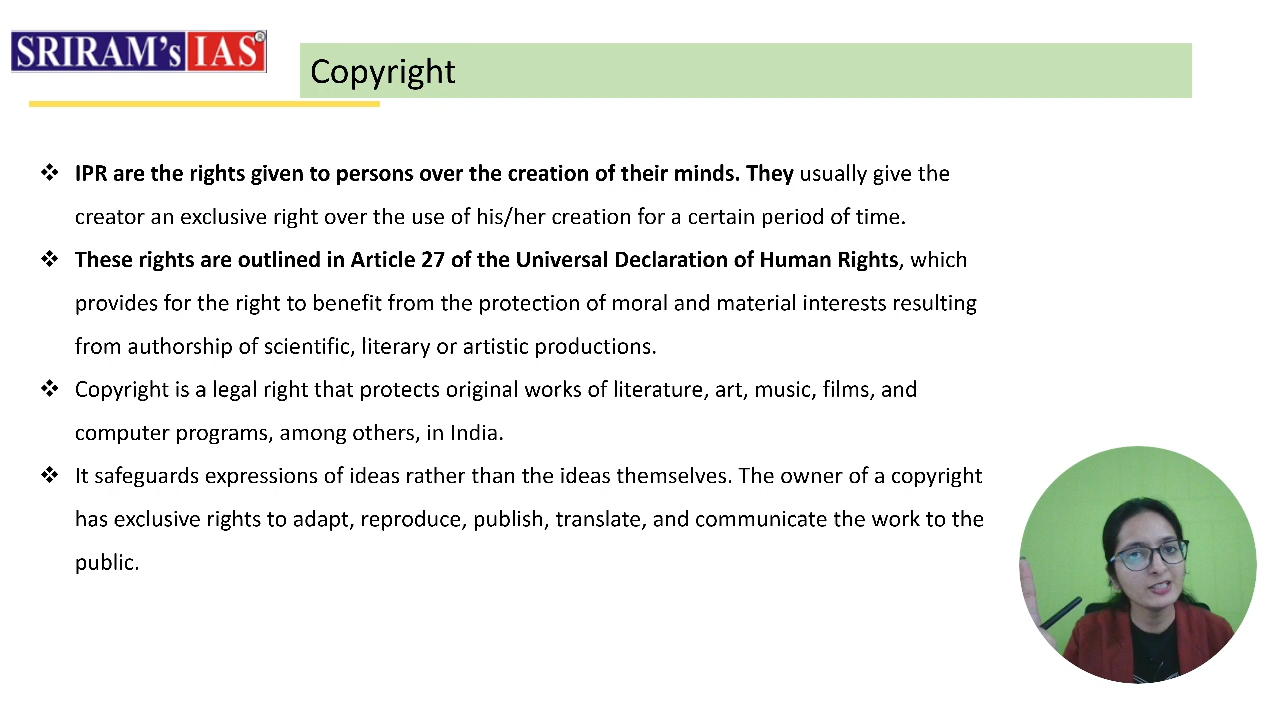 SRIRAM's IAS®
Copyright
❖ IPR are the rights given to persons over the creation of their minds. They usually give the
creator an exclusive right over the use of his/her creation for a certain period of time.
❖ These rights are outlined in Article 27 of the Universal Declaration of Human Rights, which
provides for the right to benefit from the protection of moral and material interests resulting
from authorship of scientific, literary or artistic productions.
❖ Copyright is a legal right that protects original works of literature, art, music, films, and
computer programs, among others, in India.
❖ It safeguards expressions of ideas rather than the ideas themselves. The owner of a copyright
has exclusive rights to adapt, reproduce, publish, translate, and communicate the work to the
public.